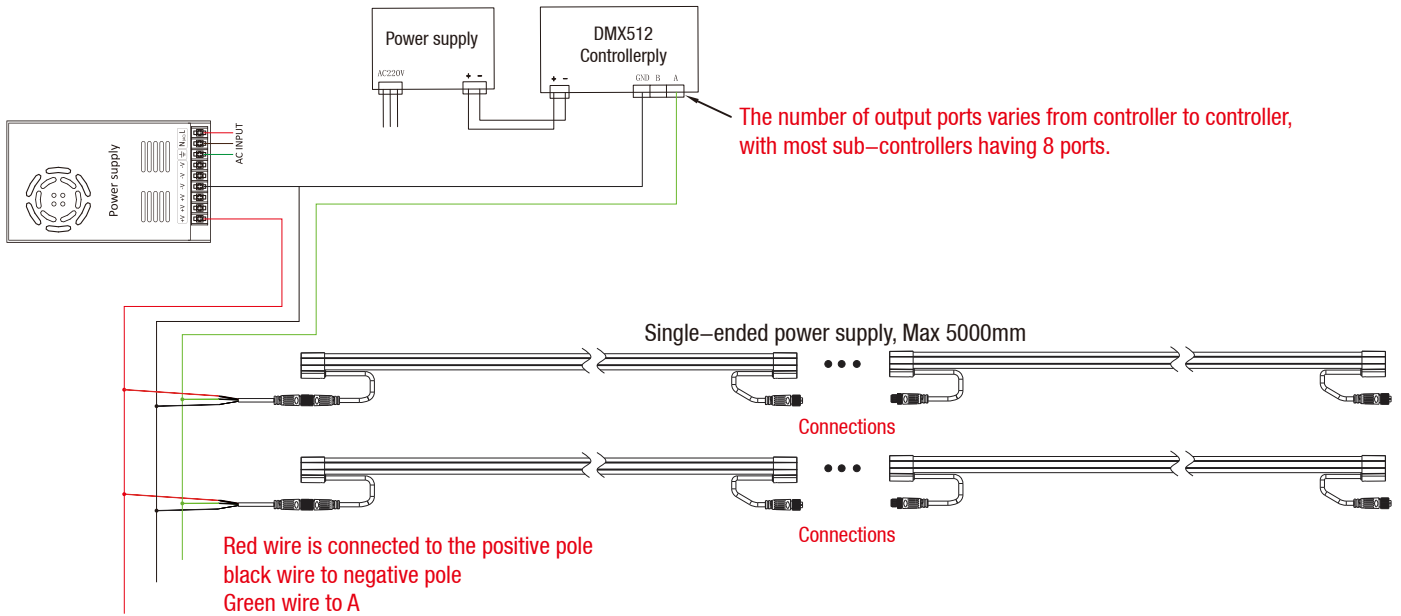 Power supply
AC220V
+ -
DMX512
Controllerply
+ -
GND B A
The number of output ports varies from controller to controller,
with most sub–controllers having 8 ports.
Power supply
L
N
⏚
-V
-V
-V
+V
+V
+V
AC INPUT
Single–ended power supply, Max 5000mm
Connections
Connections
Red wire is connected to the positive pole
black wire to negative pole
Green wire to A